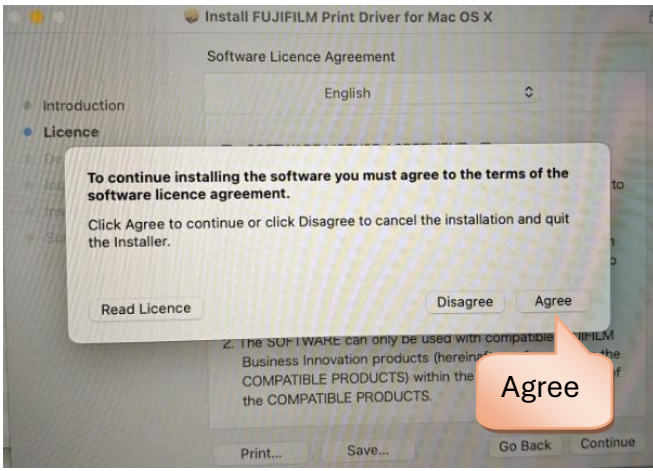 Install FUJIFILM Print Driver for Mac OS X
Software Licence Agreement
English
Introduction
Licence
To continue installing the software you must agree to the terms of the
software licence agreement.
Click Agree to continue or click Disagree to cancel the installation and quit
the Installer.
to
Read Licence
Disagree
Agree
2. The SOFTWARE can only be used with compatible
Business Innovation products
the
COMPATIBLE PRODUCTS) within the
of
the COMPATIBLE PRODUCTS.
Agree
Print...
Save...
Go Back
Continue